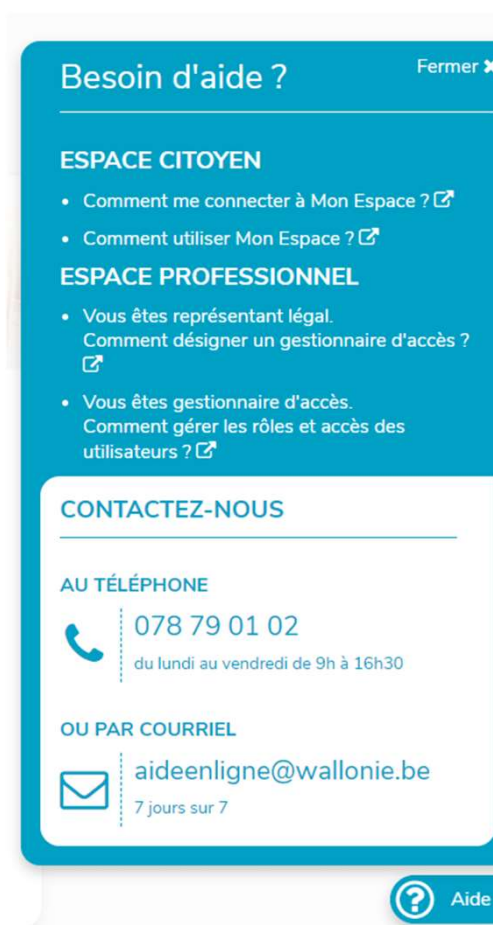 Besoin d'aide ?
Fermer
ESPACE CITOYEN
• Comment me connecter à Mon Espace ?
• Comment utiliser Mon Espace ?
ESPACE PROFESSIONNEL
• Vous êtes représentant légal.
Comment désigner un gestionnaire d'accès ?
• Vous êtes gestionnaire d'accès.
Comment gérer les rôles et accès des
utilisateurs ?
CONTACTEZ-NOUS
AU TÉLÉPHONE
078 79 01 02
du lundi au vendredi de 9h à 16h30
OU PAR COURRIEL
aideenligne@wallonie.be
7 jours sur 7
Aide